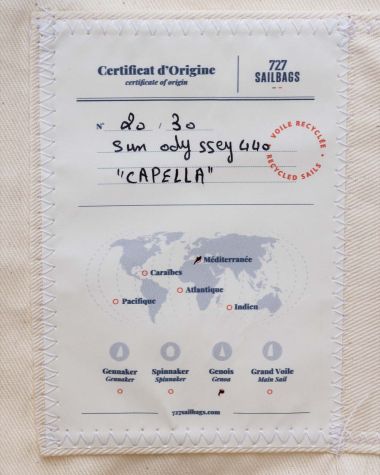 Certificat d'Origine
certificate of origin
727
SAILBAGS
N° 20 / 30
Sun odyssey 440
"CAPELLA"
VOILE RECYCLÉE
RECYCLED SAILS
Méditerranée
Caraïbes
Atlantique
Pacifique
Indien
Gennaker
Gennaker
Spinnaker
Spinnaker
Genois
Genoa
Grand Voile
Main Sail
727sailbags.com